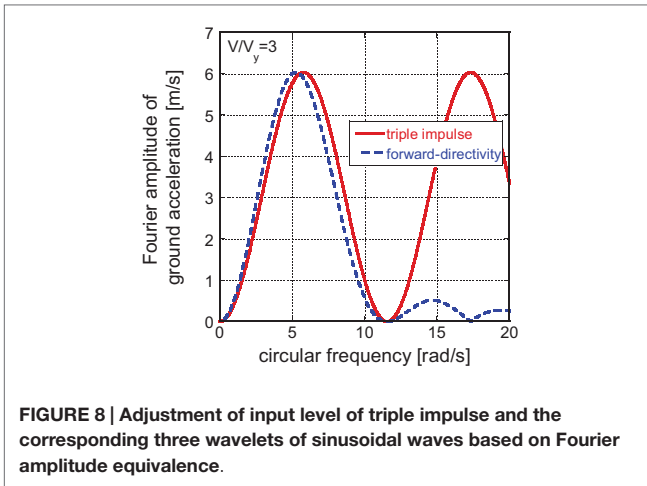 V/Vy=3
7
6
5
4
3
2
1
0
Fourier amplitude of
ground acceleration [m/s]
triple impulse
forward-directivity
0 5 10 15 20
circular frequency [rad/s]
FIGURE 8 | Adjustment of input level of triple impulse and the
corresponding three wavelets of sinusoidal waves based on Fourier
amplitude equivalence.